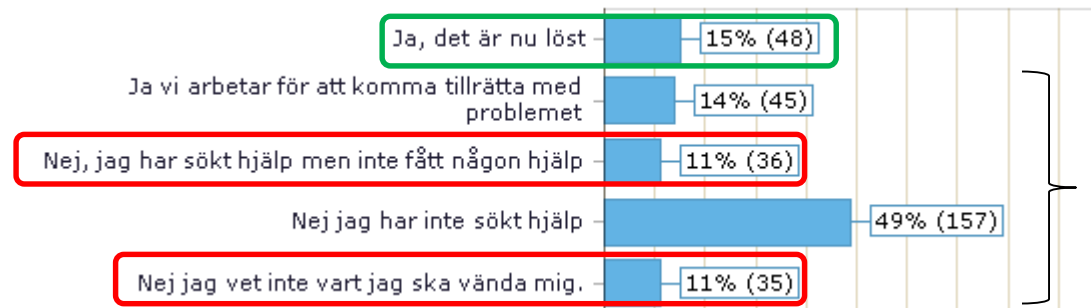 Ja, det är nu löst
15% (48)
Ja vi arbetar för att komma tillrätta med
problemet
14% (45)
Nej, jag har sökt hjälp men inte fått någon hjälp
11% (36)
Nej jag har inte sökt hjälp
49% (157)
Nej jag vet inte vart jag ska vända mig.
11% (35)